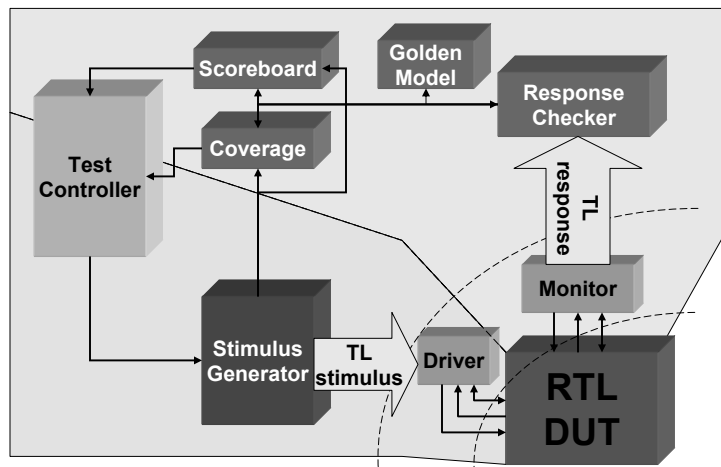 Scoreboard
Golden
Model
Response
Checker
Test
Controller
Coverage
TL
response
Monitor
Stimulus
Generator
TL
stimulus
Driver
RTL
DUT